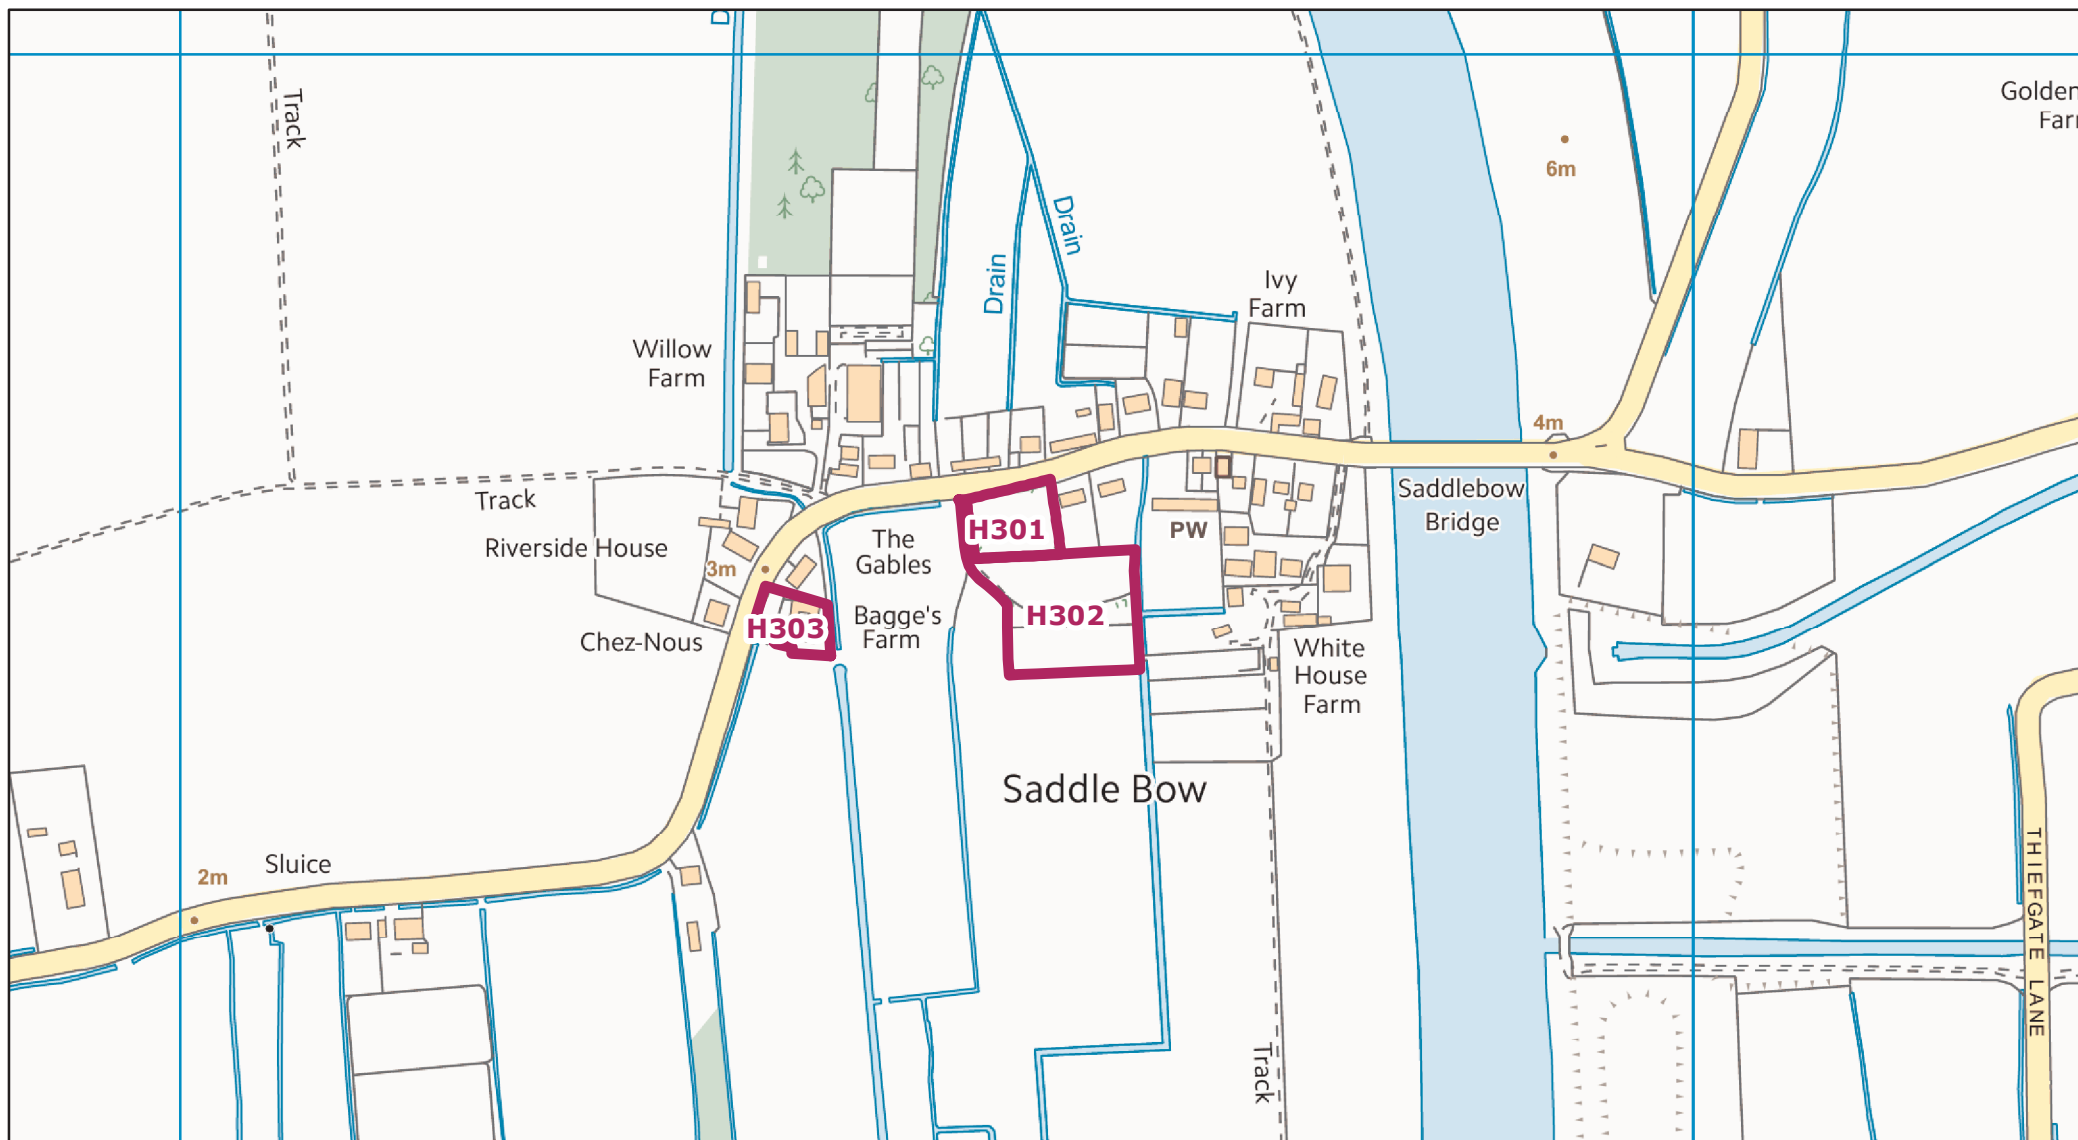 D
Track
Golden
Far
6m
Drain
Drain
Ivy
Farm
Willow
Farm
4m
Track
Saddlebow
Bridge
H301
PW
The
Gables
Riverside House
3m
H302
H303
Bagge's
Farm
Chez-Nous
White
House
Farm
Saddle Bow
Sluice
2m
THIEFGATE LANE
Track